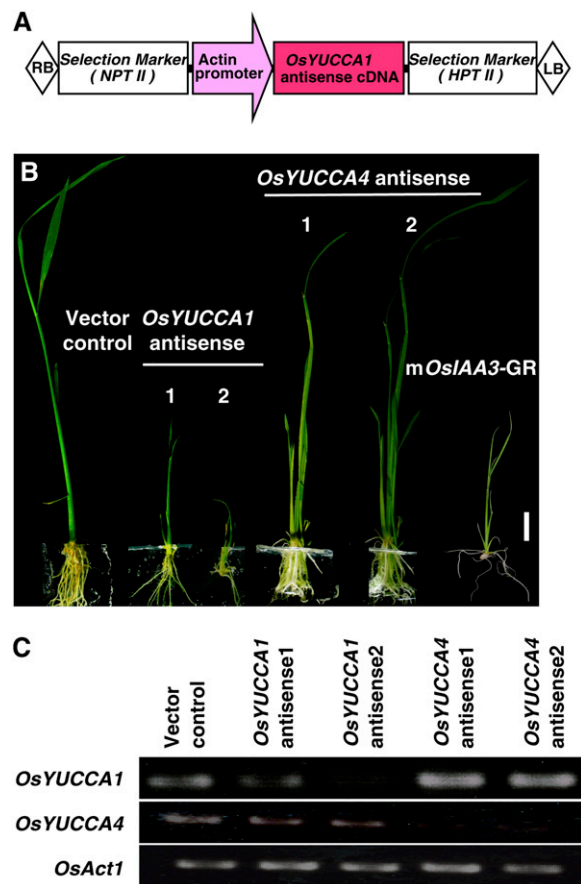 A
RB
Selection Marker
( NPT II )
Actin
promoter
OsYUCCA1
antisense cDNA
Selection Marker
( HPT II )
LB
B
OsYUCCA4 antisense
1 2
Vector
control
OsYUCCA1
antisense
1 2
mOsIAA3-GR
C
Vector
control
OsYUCCA1
antisense1
OsYUCCA1
antisense2
OsYUCCA4
antisense1
OsYUCCA4
antisense2
OsYUCCA1
OsYUCCA4
OsAct1